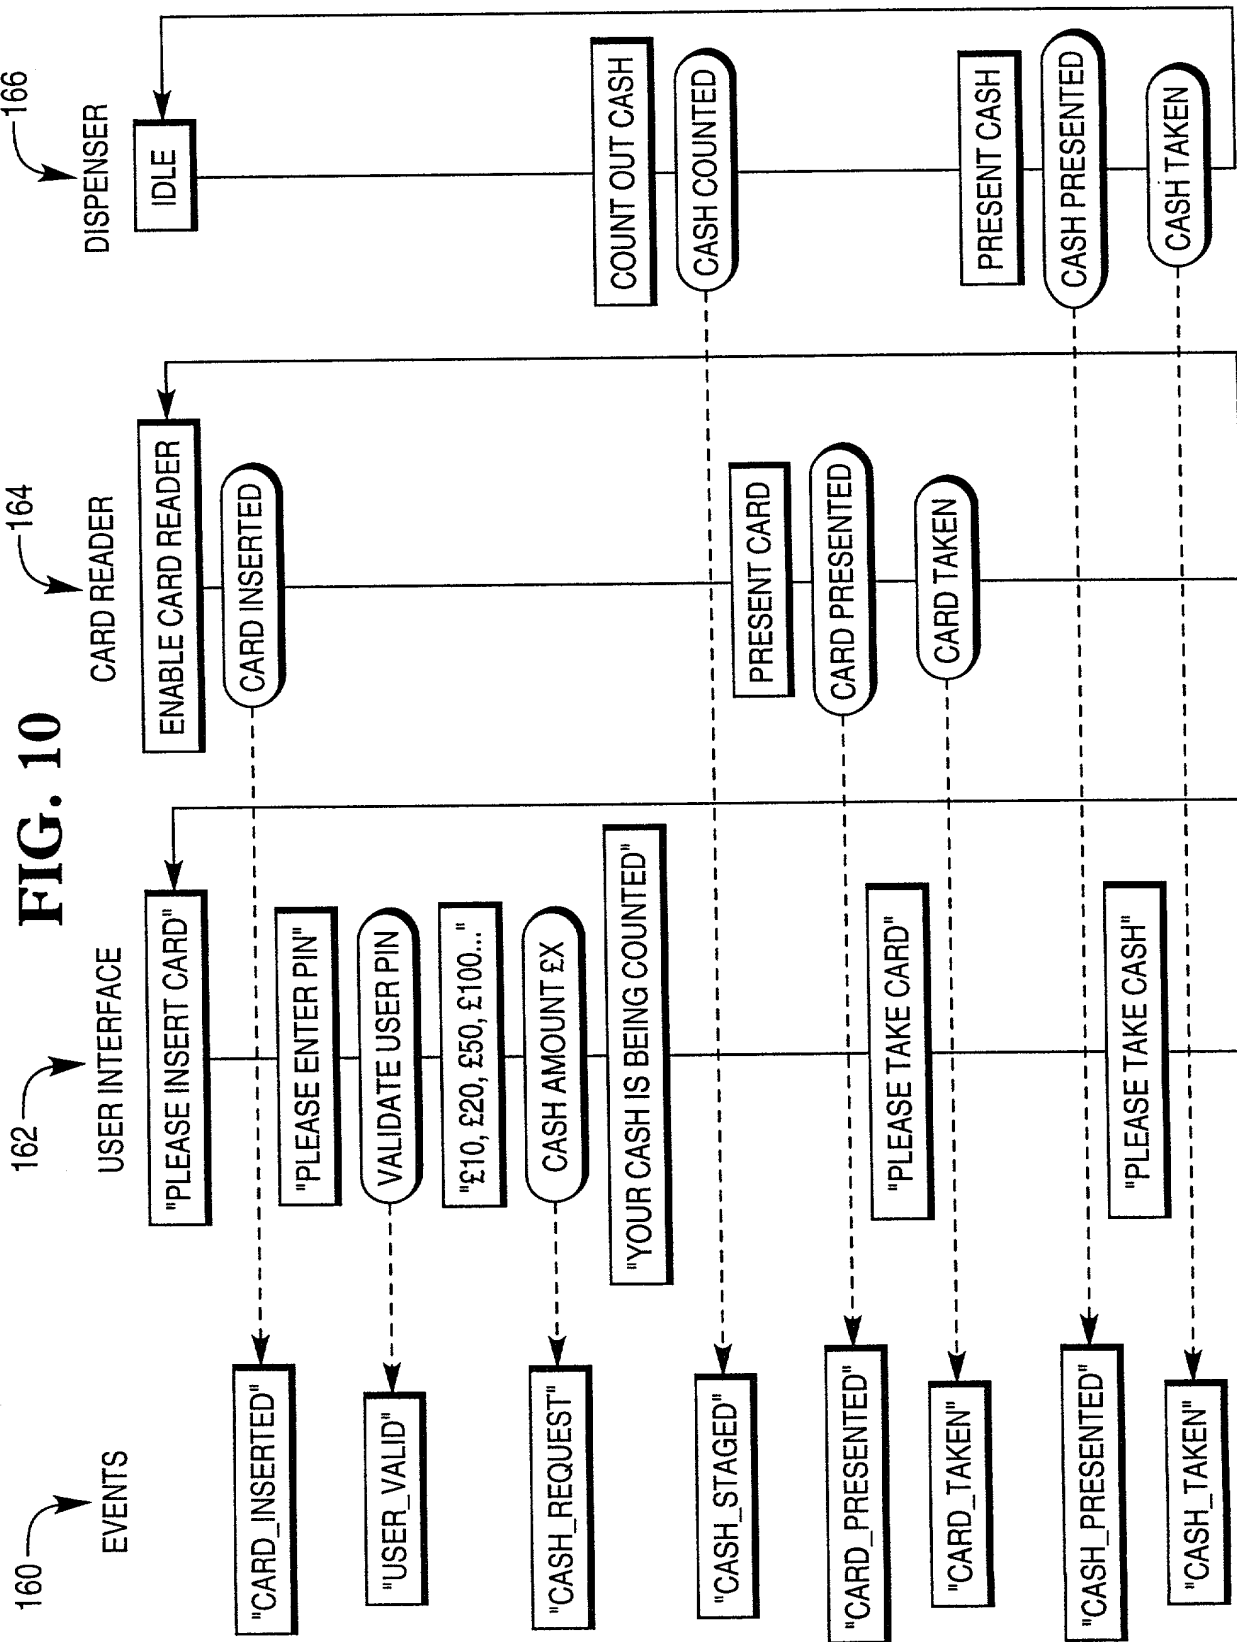 FIG. 10
160
EVENTS
"CARD_INSERTED"
"USER_VALID"
"CASH_REQUEST"
"CASH_STAGED"
"CARD_PRESENTED"
"CARD_TAKEN"
"CASH_PRESENTED"
"CASH_TAKEN"
162
USER INTERFACE
"PLEASE INSERT CARD"
"PLEASE ENTER PIN"
VALIDATE USER PIN
"£10, £20, £50, £100..."
CASH AMOUNT £X
"YOUR CASH IS BEING COUNTED"
"PLEASE TAKE CARD"
"PLEASE TAKE CASH"
164
CARD READER
ENABLE CARD READER
CARD INSERTED
PRESENT CARD
CARD PRESENTED
CARD TAKEN
166
DISPENSER
IDLE
COUNT OUT CASH
CASH COUNTED
PRESENT CASH
CASH PRESENTED
CASH TAKEN